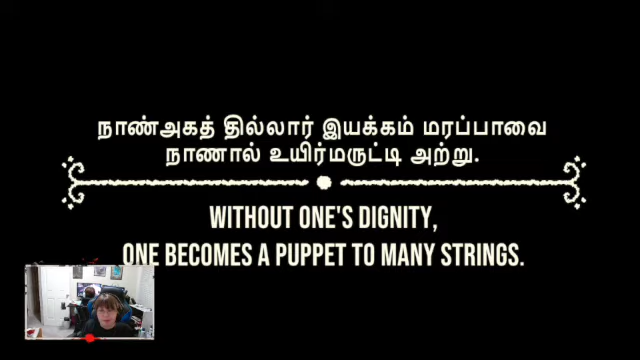 நாண்அகத் தில்லார் இயக்கம் மரப்பாவை
நாணால் உயிர்மருட்டி அற்று.
WITHOUT ONE'S DIGNITY,
ONE BECOMES A PUPPET TO MANY STRINGS.